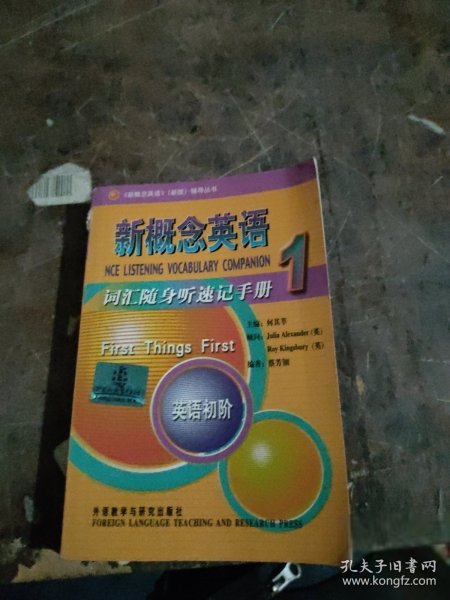 《新概念英语》（新版）辅导丛书
新概念英语
1
NCE LISTENING VOCABULARY COMPANION
词汇随身听速记手册
主编：何其莘
顾问：Julia Alexander（英）
Roy Kingsbury（英）
编者：蔡芳钿
First Things First
英语初阶
外语教学与研究出版社
FOREIGN LANGUAGE TEACHING AND RESEARCH PRESS
孔夫子旧书网
www.kongfz.com